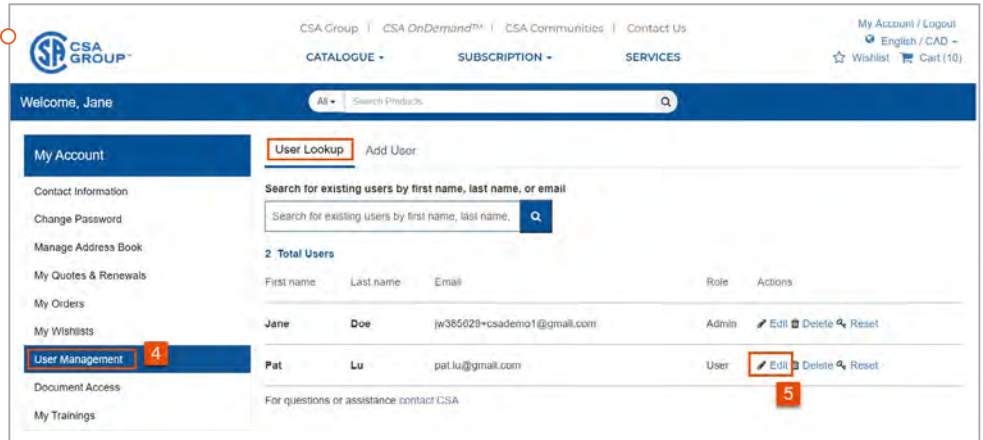 CSA Group | CSA OnDemand™ | CSA Communities | Contact Us
My Account / Logout
English / CAD
CSA GROUP™
CATALOGUE SUBSCRIPTION SERVICES
Wishlist Cart (10)
Welcome, Jane
All Search Products
My Account
User Lookup Add User
Contact Information
Search for existing users by first name, last name, or email
Change Password
Search for existing users by first name, last name,
Manage Address Book
2 Total Users
My Quotes & Renewals
First name Last name Email Role Actions
My Orders
My Wishlists
Jane Doe jw385629+csademo1@gmail.com Admin Edit Delete Reset
User Management 4
Pat Lu pat.lu@gmail.com User Edit Delete Reset
Document Access
5
For questions or assistance contact CSA
My Trainings